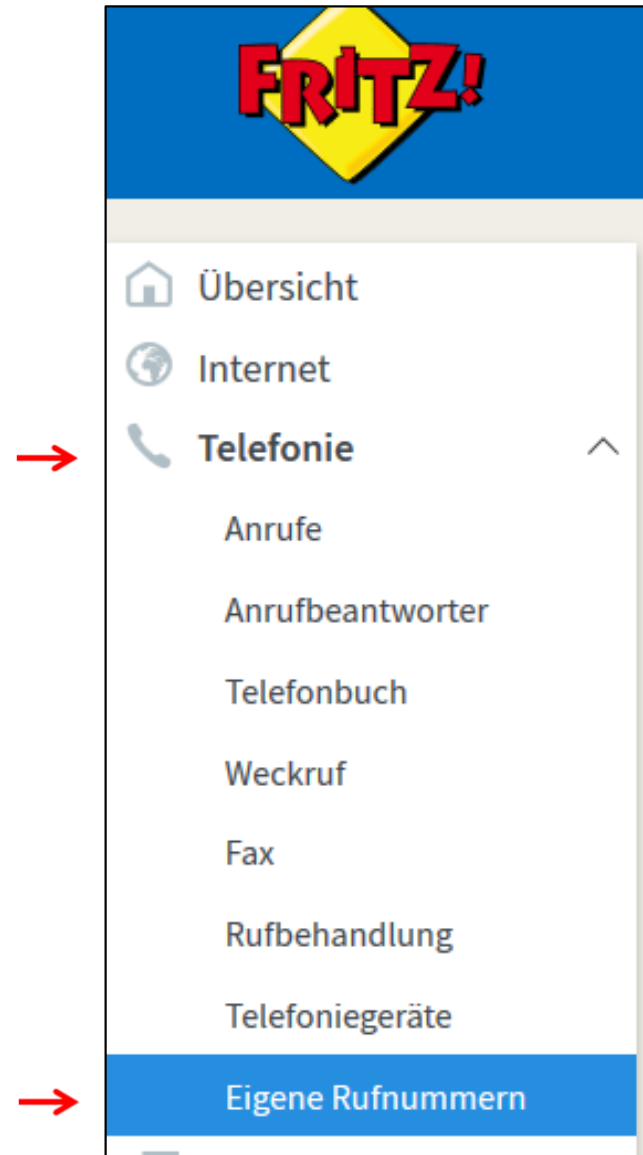 FRITZ!
Übersicht
Internet
Telefonie
Anrufe
Anrufbeantworter
Telefonbuch
Weckruf
Fax
Rufbehandlung
Telefoniegeräte
Eigene Rufnummern